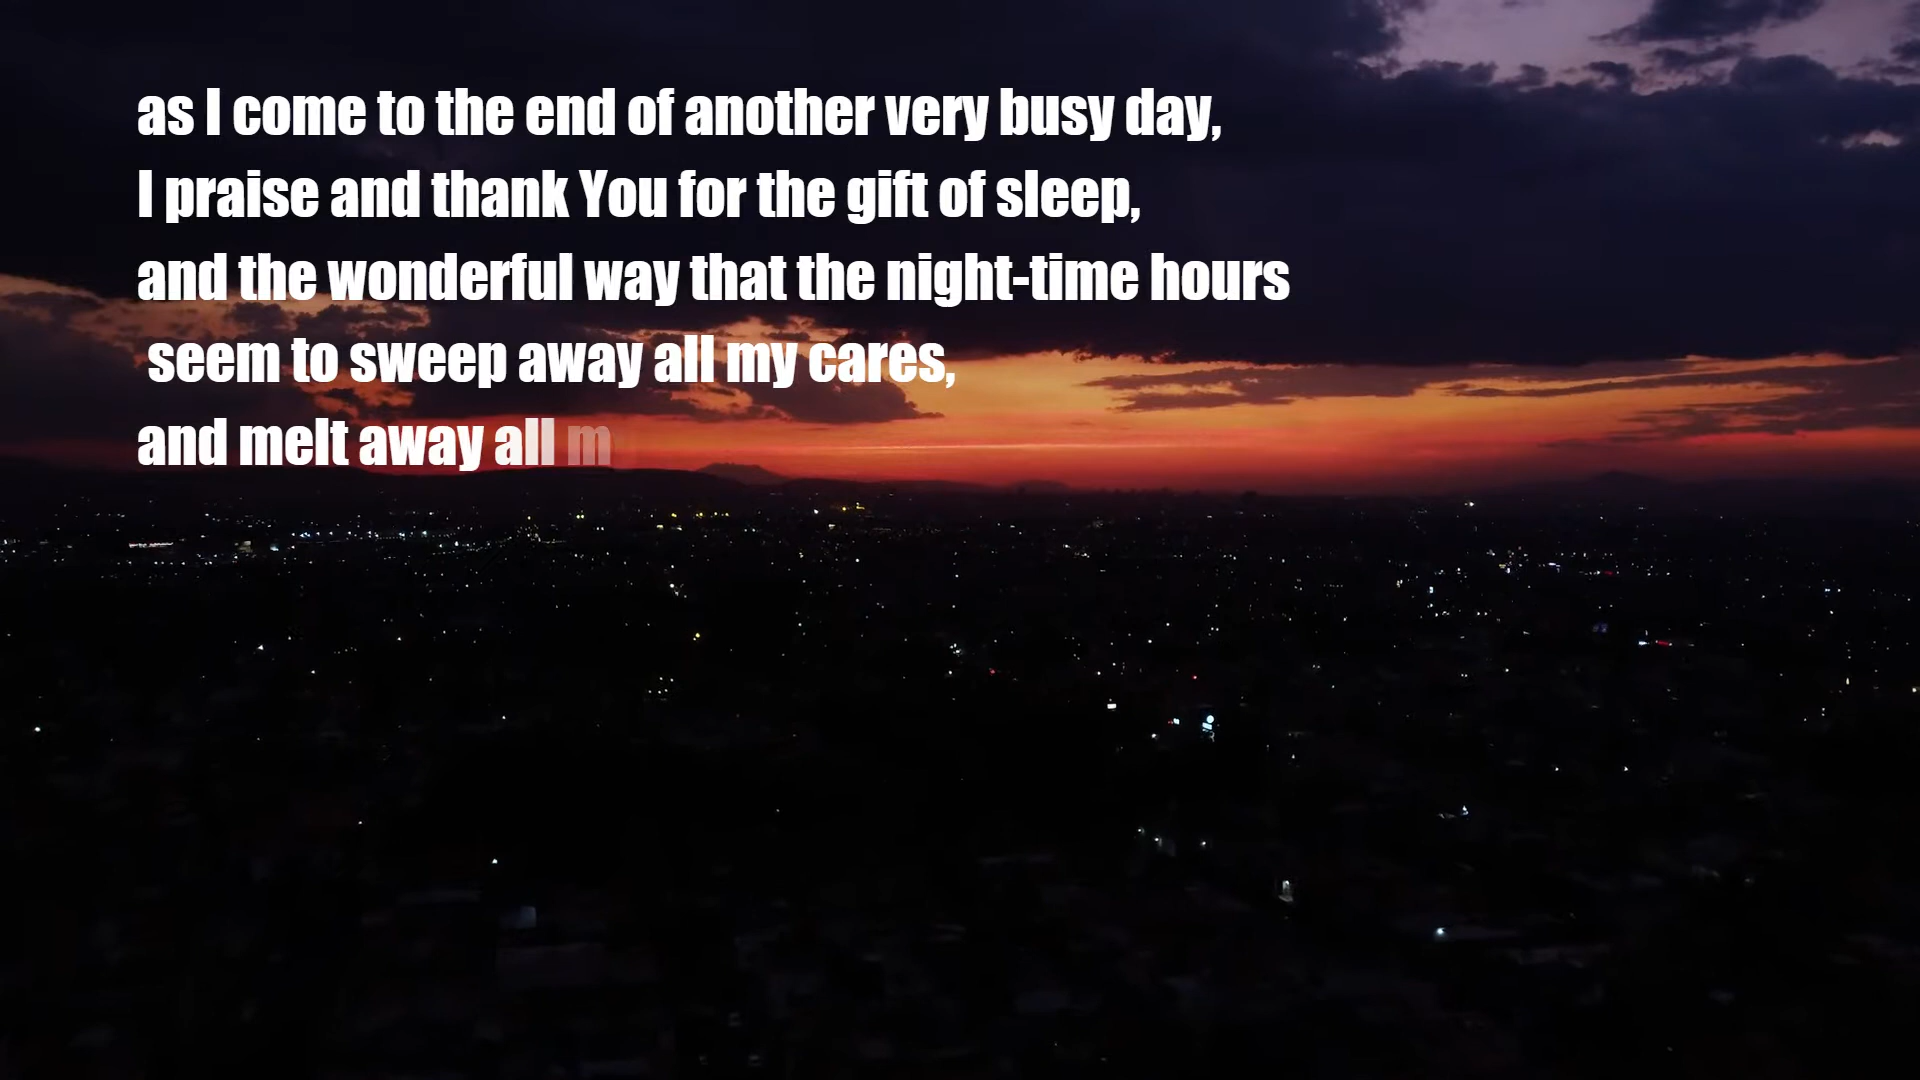 as I come to the end of another very busy day,
I praise and thank You for the gift of sleep,
and the wonderful way that the night-time hours
seem to sweep away all my cares,
and melt away all m